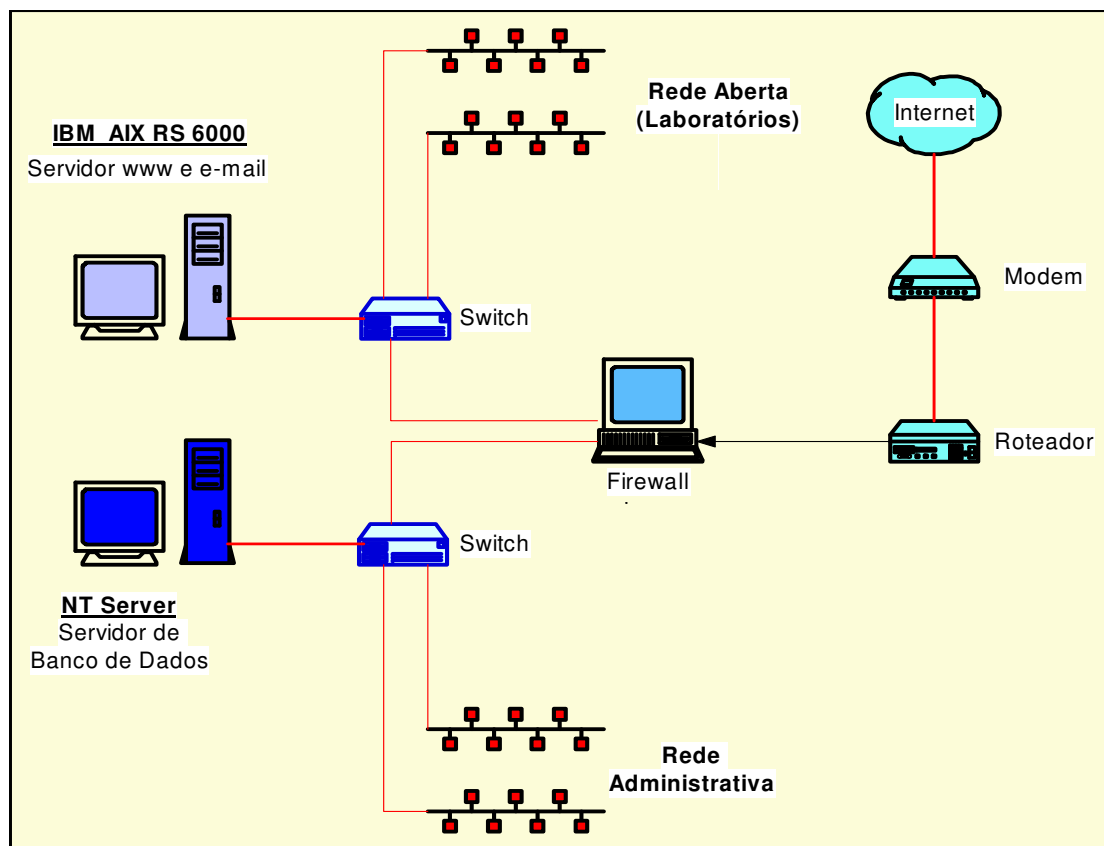 Rede Aberta
(Laboratórios)
Internet
IBM AIX RS 6000
Servidor www e e-mail
Modem
Switch
Roteador
Firewall
Switch
NT Server
Servidor de
Banco de Dados
Rede
Administrativa